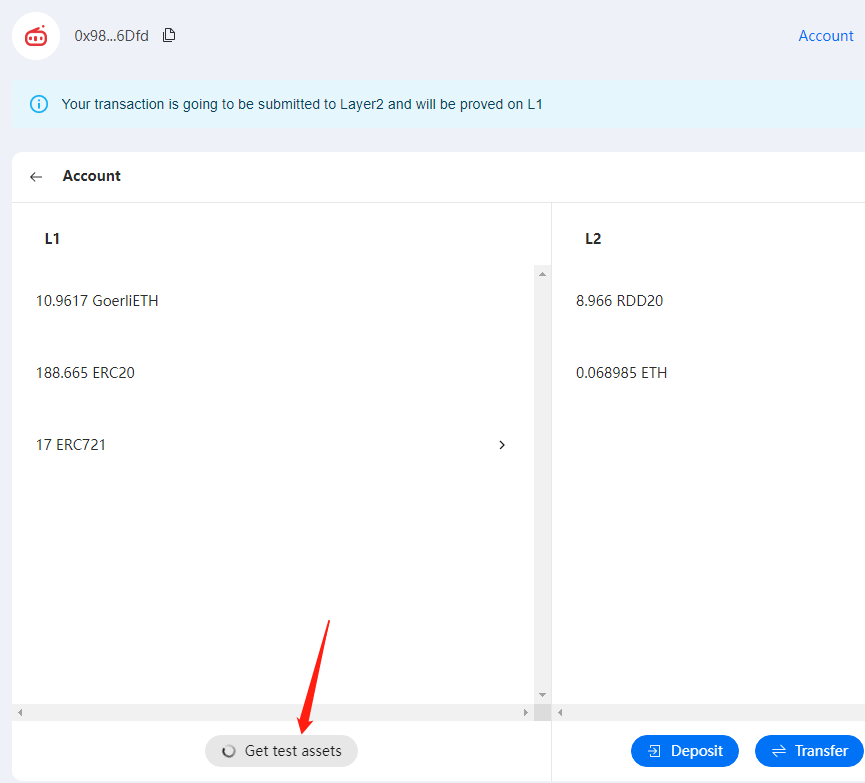 0x98...6Dfd
Account
Your transaction is going to be submitted to Layer2 and will be proved on L1
Account
L1
L2
10.9617 GoerliETH
8.966 RDD20
188.665 ERC20
0.068985 ETH
17 ERC721
Get test assets
Deposit
Transfer